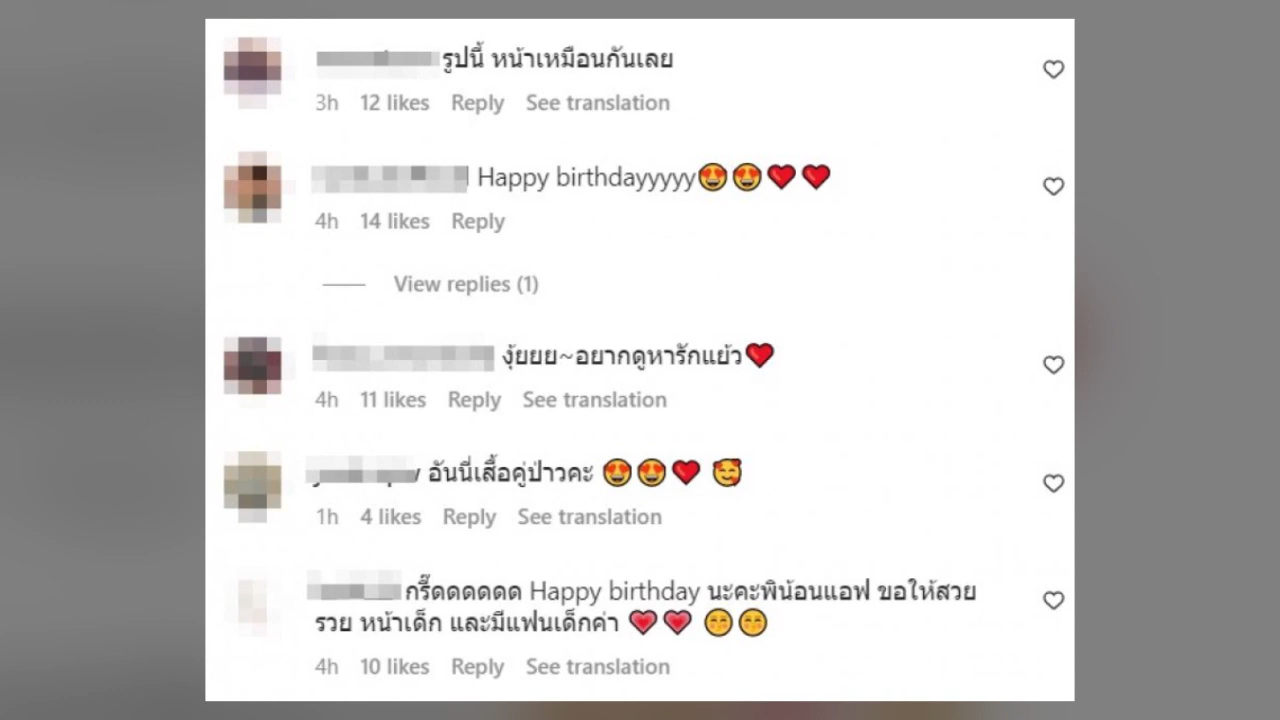 รูปนี้ หน้าเหมือนกันเลย
3h 12 likes Reply See translation
Happy birthdayyyyy😍😍❤️❤️
4h 14 likes Reply
View replies (1)
งุ้ยยย~อยากดูหารักแย้ว❤️
4h 11 likes Reply See translation
อันนี่เสื้อคู่ป่าวคะ 😍😍❤️ 🥰
1h 4 likes Reply See translation
กรี๊ดดดดดด Happy birthday นะคะพิน้อนแอฟ ขอให้สวย
รวย หน้าเด็ก และมีแฟนเด็กค่า 💗💗 😚😚
4h 10 likes Reply See translation